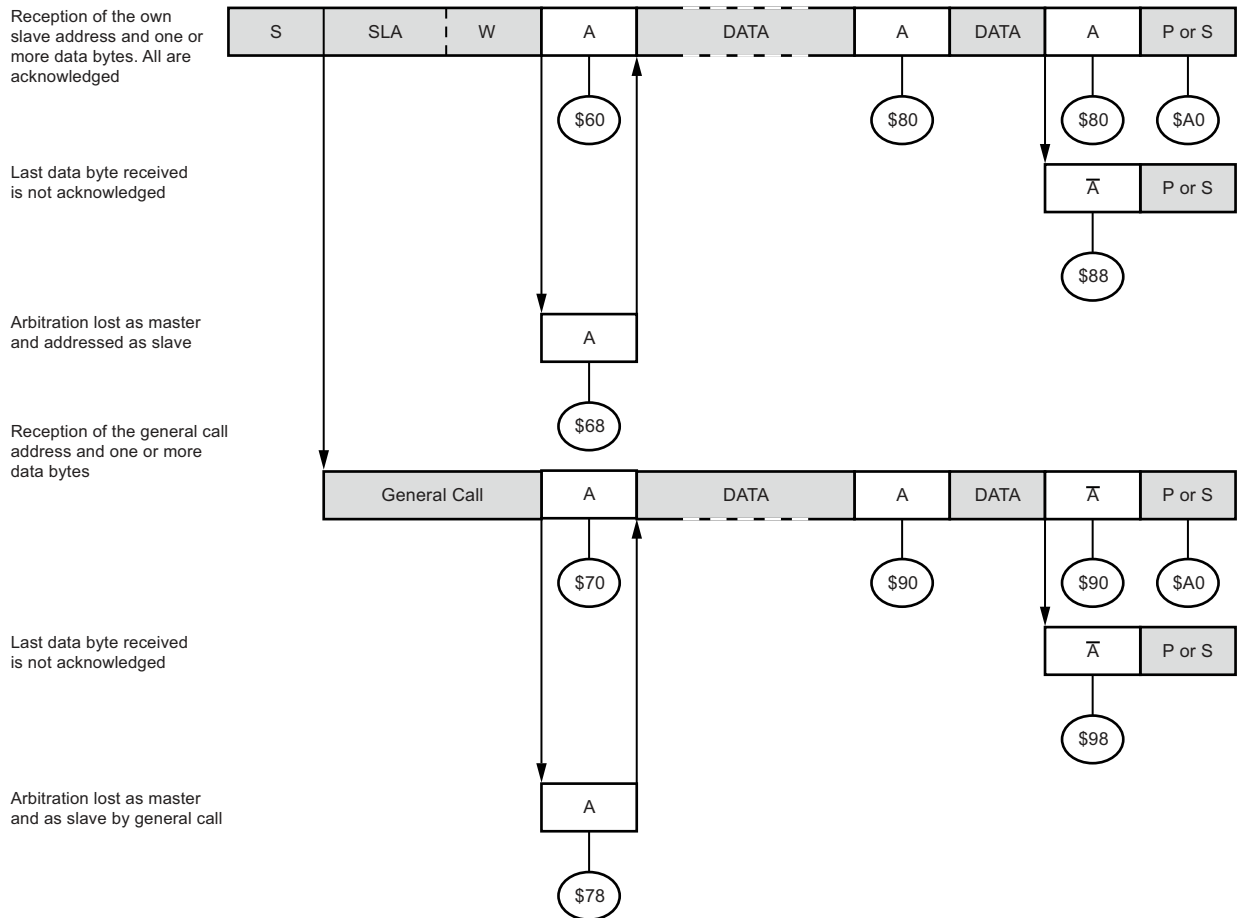 Reception of the own
slave address and one or
more data bytes. All are
acknowledged
S SLA W A DATA A DATA A P or S
$60 $80 $80 $A0
Last data byte received
is not acknowledged
A̅ P or S
$88
Arbitration lost as master
and addressed as slave
A
$68
Reception of the general call
address and one or more
data bytes
General Call A DATA A DATA A̅ P or S
$70 $90 $90 $A0
Last data byte received
is not acknowledged
A̅ P or S
$98
Arbitration lost as master
and as slave by general call
A
$78